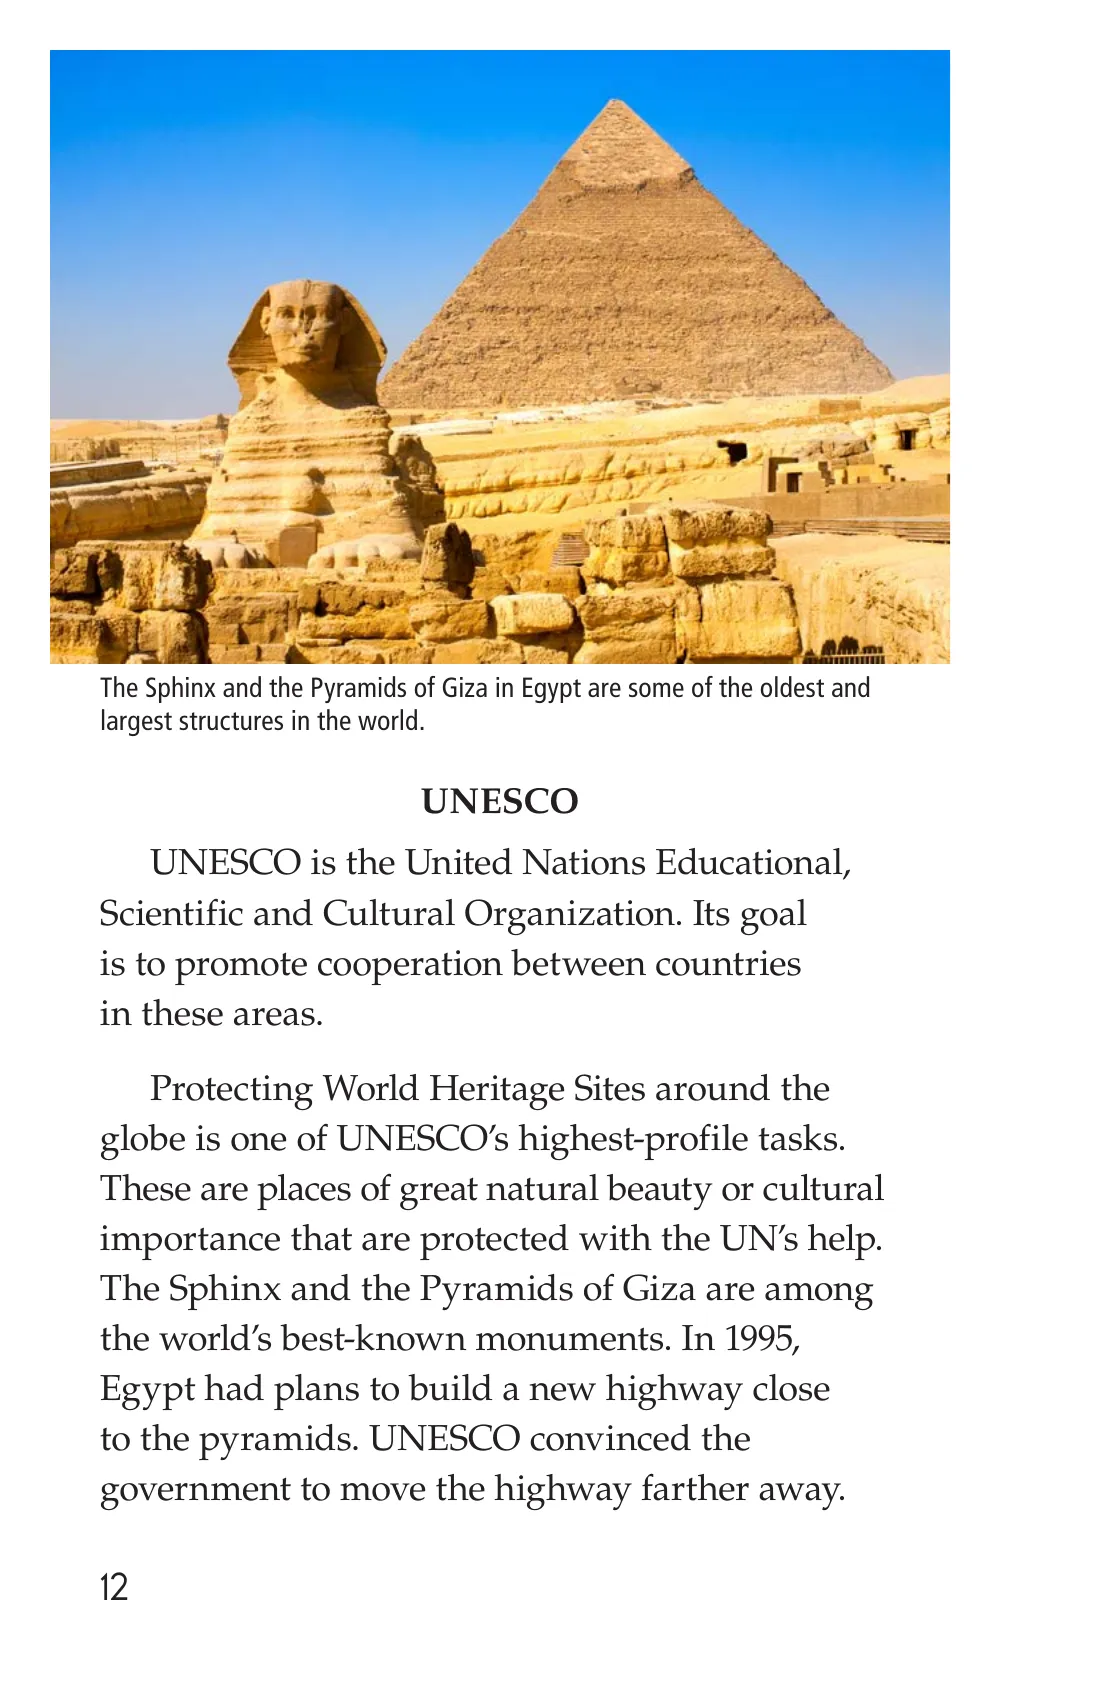 The Sphinx and the Pyramids of Giza in Egypt are some of the oldest and
largest structures in the world.
UNESCO
UNESCO is the United Nations Educational,
Scientific and Cultural Organization. Its goal
is to promote cooperation between countries
in these areas.
Protecting World Heritage Sites around the
globe is one of UNESCO’s highest-profile tasks.
These are places of great natural beauty or cultural
importance that are protected with the UN’s help.
The Sphinx and the Pyramids of Giza are among
the world’s best-known monuments. In 1995,
Egypt had plans to build a new highway close
to the pyramids. UNESCO convinced the
government to move the highway farther away.
12